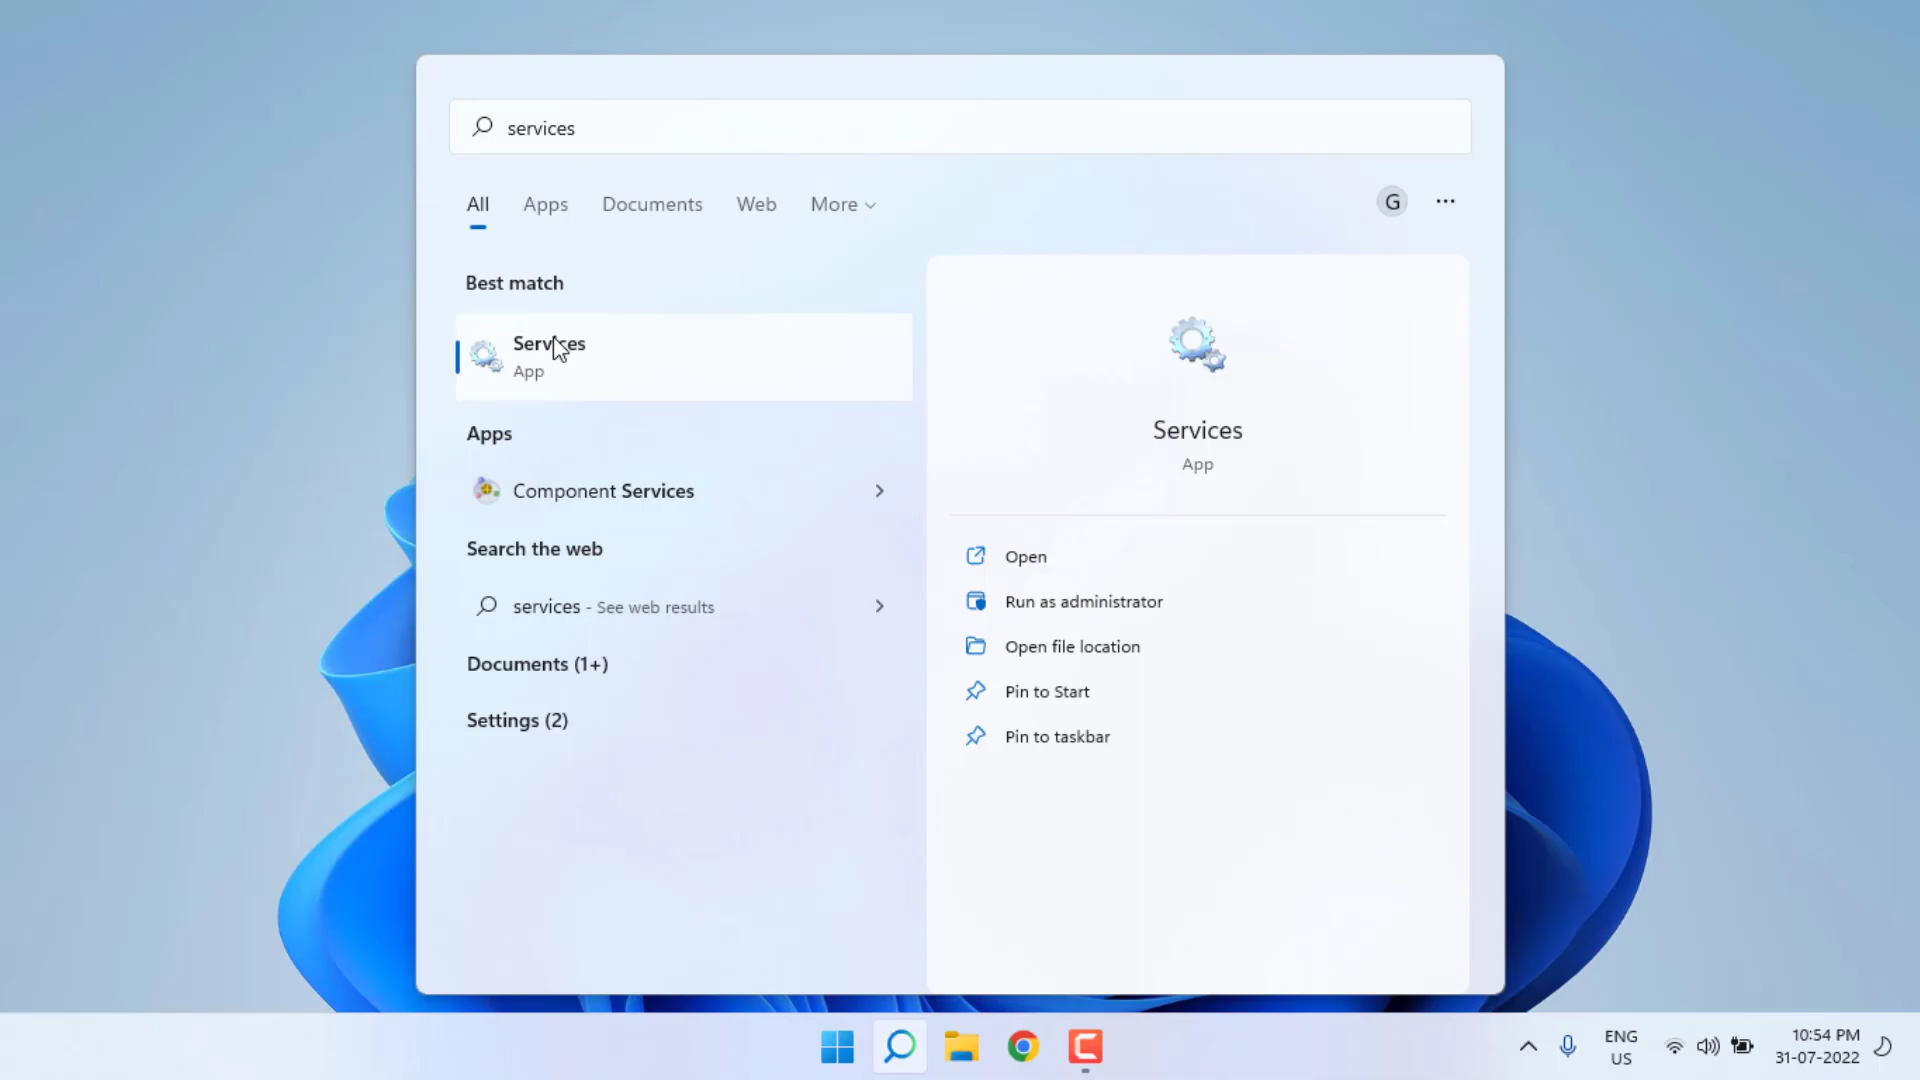 services
All Apps Documents Web More
G
Best match
Services
App
Apps
Component Services
Search the web
services - See web results
Documents (1+)
Settings (2)
Services
App
Open
Run as administrator
Open file location
Pin to Start
Pin to taskbar
ENG
US
10:54 PM
31-07-2022